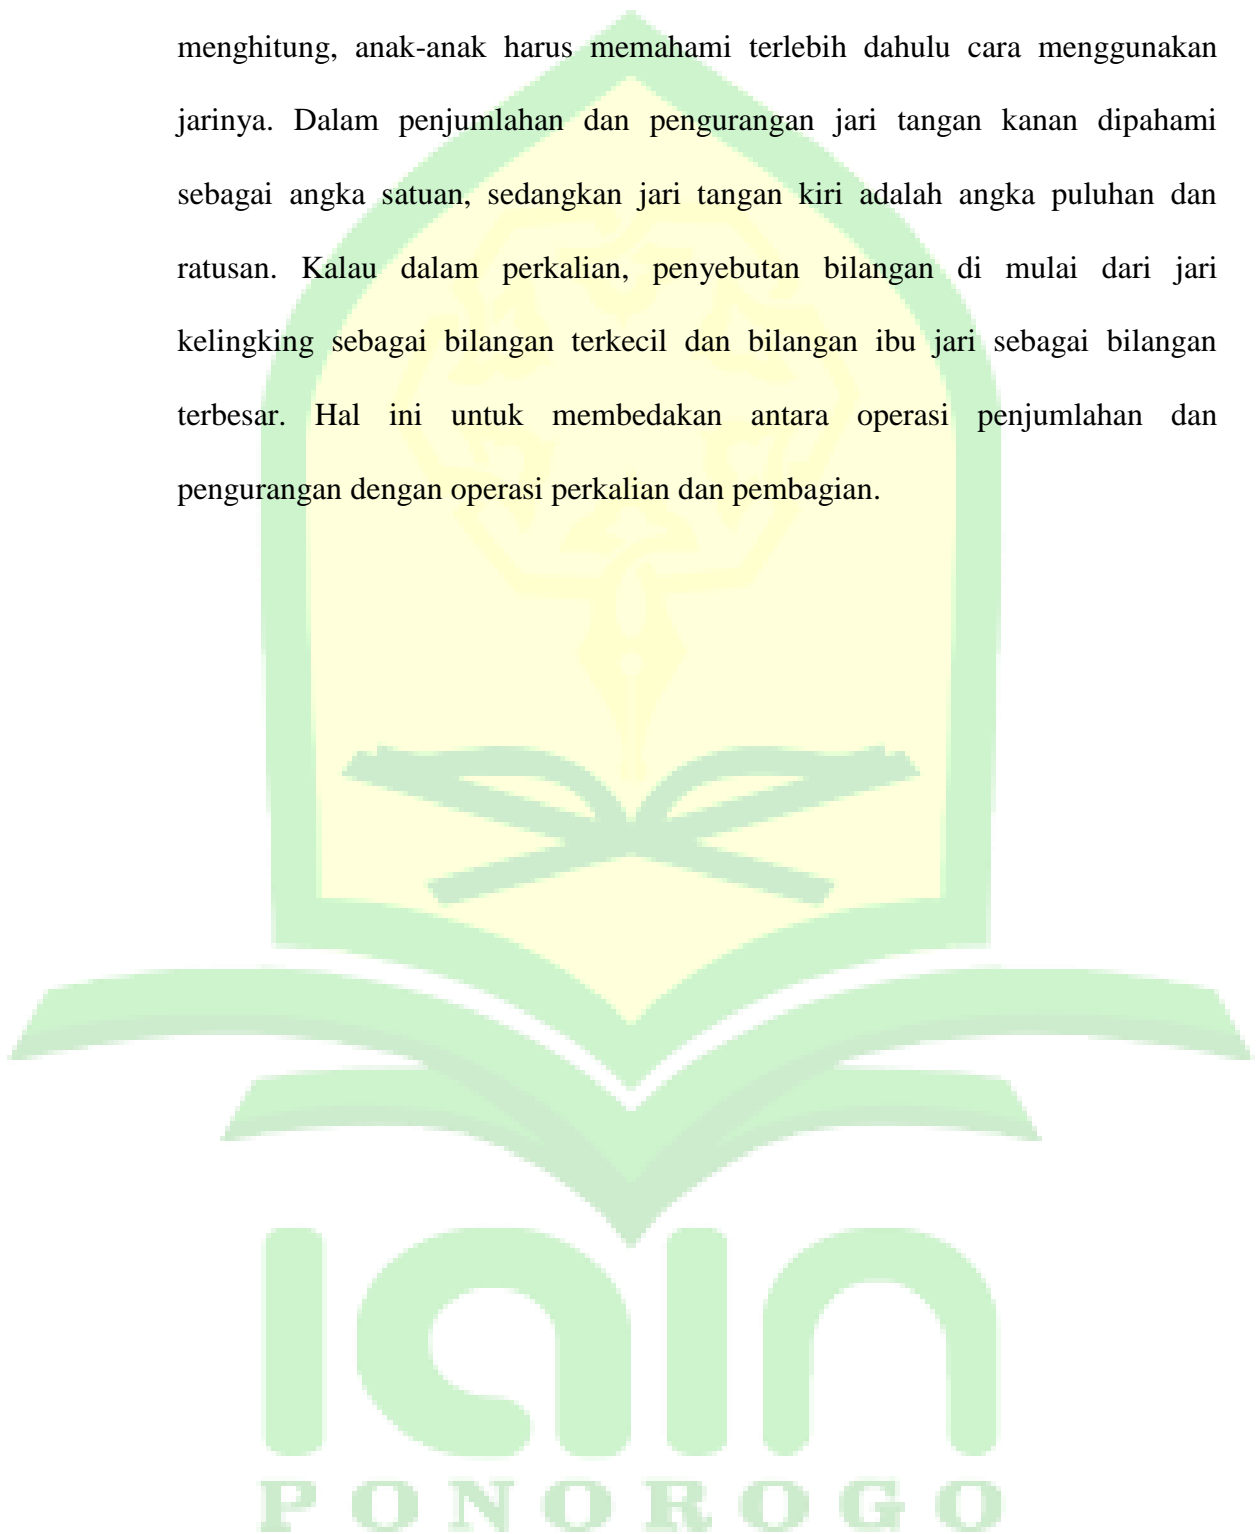 menghitung, anak-anak harus memahami terlebih dahulu cara menggunakan
jarinya. Dalam penjumlahan dan pengurangan jari tangan kanan dipahami
sebagai angka satuan, sedangkan jari tangan kiri adalah angka puluhan dan
ratusan. Kalau dalam perkalian, penyebutan bilangan di mulai dari jari
kelingking sebagai bilangan terkecil dan bilangan ibu jari sebagai bilangan
terbesar. Hal ini untuk membedakan antara operasi penjumlahan dan
pengurangan dengan operasi perkalian dan pembagian.
IAIN
PONOROGO